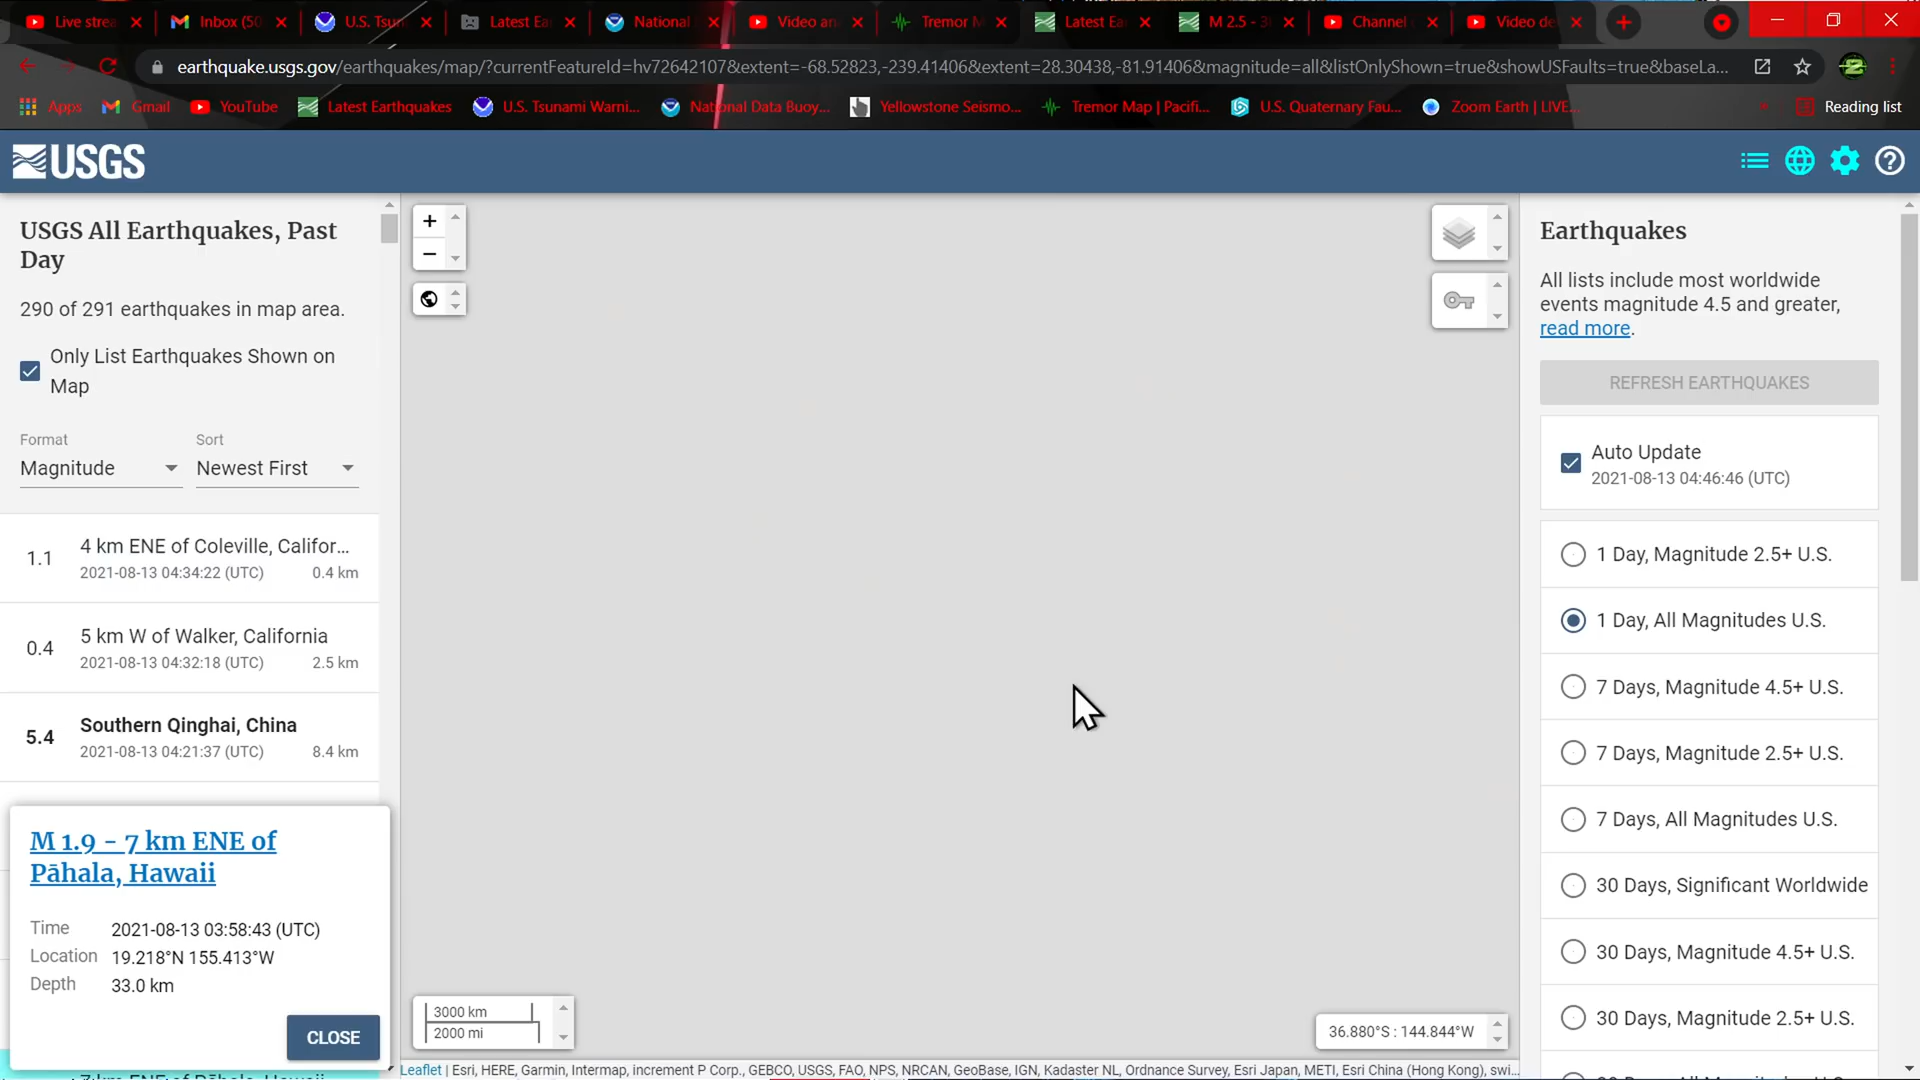 Live strea
Inbox (50
U.S. Tsun
Latest Ea
National
Video an
Tremor M
Latest Ea
M 2.5 - 3
Channel
Video de
earthquake.usgs.gov/earthquakes/map/?currentFeatureId=hv72642107&extent=-68.52823,-239.41406&extent=28.30438,-81.91406&magnitude=all&listOnlyShown=true&showUSFaults=true&baseLa...
Apps
Gmail
YouTube
Latest Earthquakes
U.S. Tsunami Warni...
National Data Buoy...
Yellowstone Seismo...
Tremor Map | Pacifi...
U.S. Quaternary Fau...
Zoom Earth | LIVE...
Reading list
USGS
USGS All Earthquakes, Past
Day
290 of 291 earthquakes in map area.
Only List Earthquakes Shown on
Map
Format
Sort
Magnitude
Newest First
1.1
4 km ENE of Coleville, Califor...
2021-08-13 04:34:22 (UTC)
0.4 km
0.4
5 km W of Walker, California
2021-08-13 04:32:18 (UTC)
2.5 km
5.4
Southern Qinghai, China
2021-08-13 04:21:37 (UTC)
8.4 km
M 1.9 - 7 km ENE of
Pāhala, Hawaii
Time
2021-08-13 03:58:43 (UTC)
Location
19.218°N 155.413°W
Depth
33.0 km
CLOSE
7 km ENE of Pāhala, Hawaii
+
−
3000 km
2000 mi
36.880°S : 144.844°W
Leaflet | Esri, HERE, Garmin, Intermap, increment P Corp., GEBCO, USGS, FAO, NPS, NRCAN, GeoBase, IGN, Kadaster NL, Ordnance Survey, Esri Japan, METI, Esri China (Hong Kong), swi...
Earthquakes
All lists include most worldwide
events magnitude 4.5 and greater,
read more.
REFRESH EARTHQUAKES
Auto Update
2021-08-13 04:46:46 (UTC)
1 Day, Magnitude 2.5+ U.S.
1 Day, All Magnitudes U.S.
7 Days, Magnitude 4.5+ U.S.
7 Days, Magnitude 2.5+ U.S.
7 Days, All Magnitudes U.S.
30 Days, Significant Worldwide
30 Days, Magnitude 4.5+ U.S.
30 Days, Magnitude 2.5+ U.S.